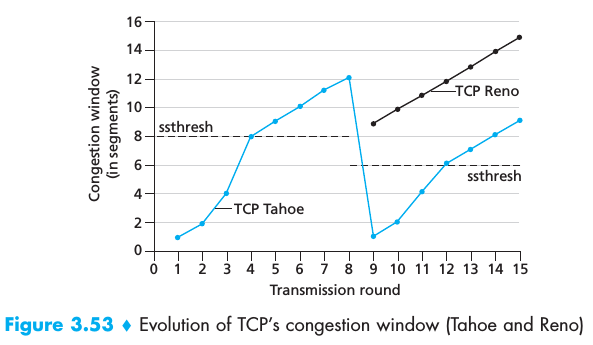 16
14
12
10
8
6
4
2
0
Congestion window
(in segments)
ssthresh
TCP Reno
ssthresh
TCP Tahoe
0 1 2 3 4 5 6 7 8 9 10 11 12 13 14 15
Transmission round
Figure 3.53 ♦ Evolution of TCP's congestion window (Tahoe and Reno)